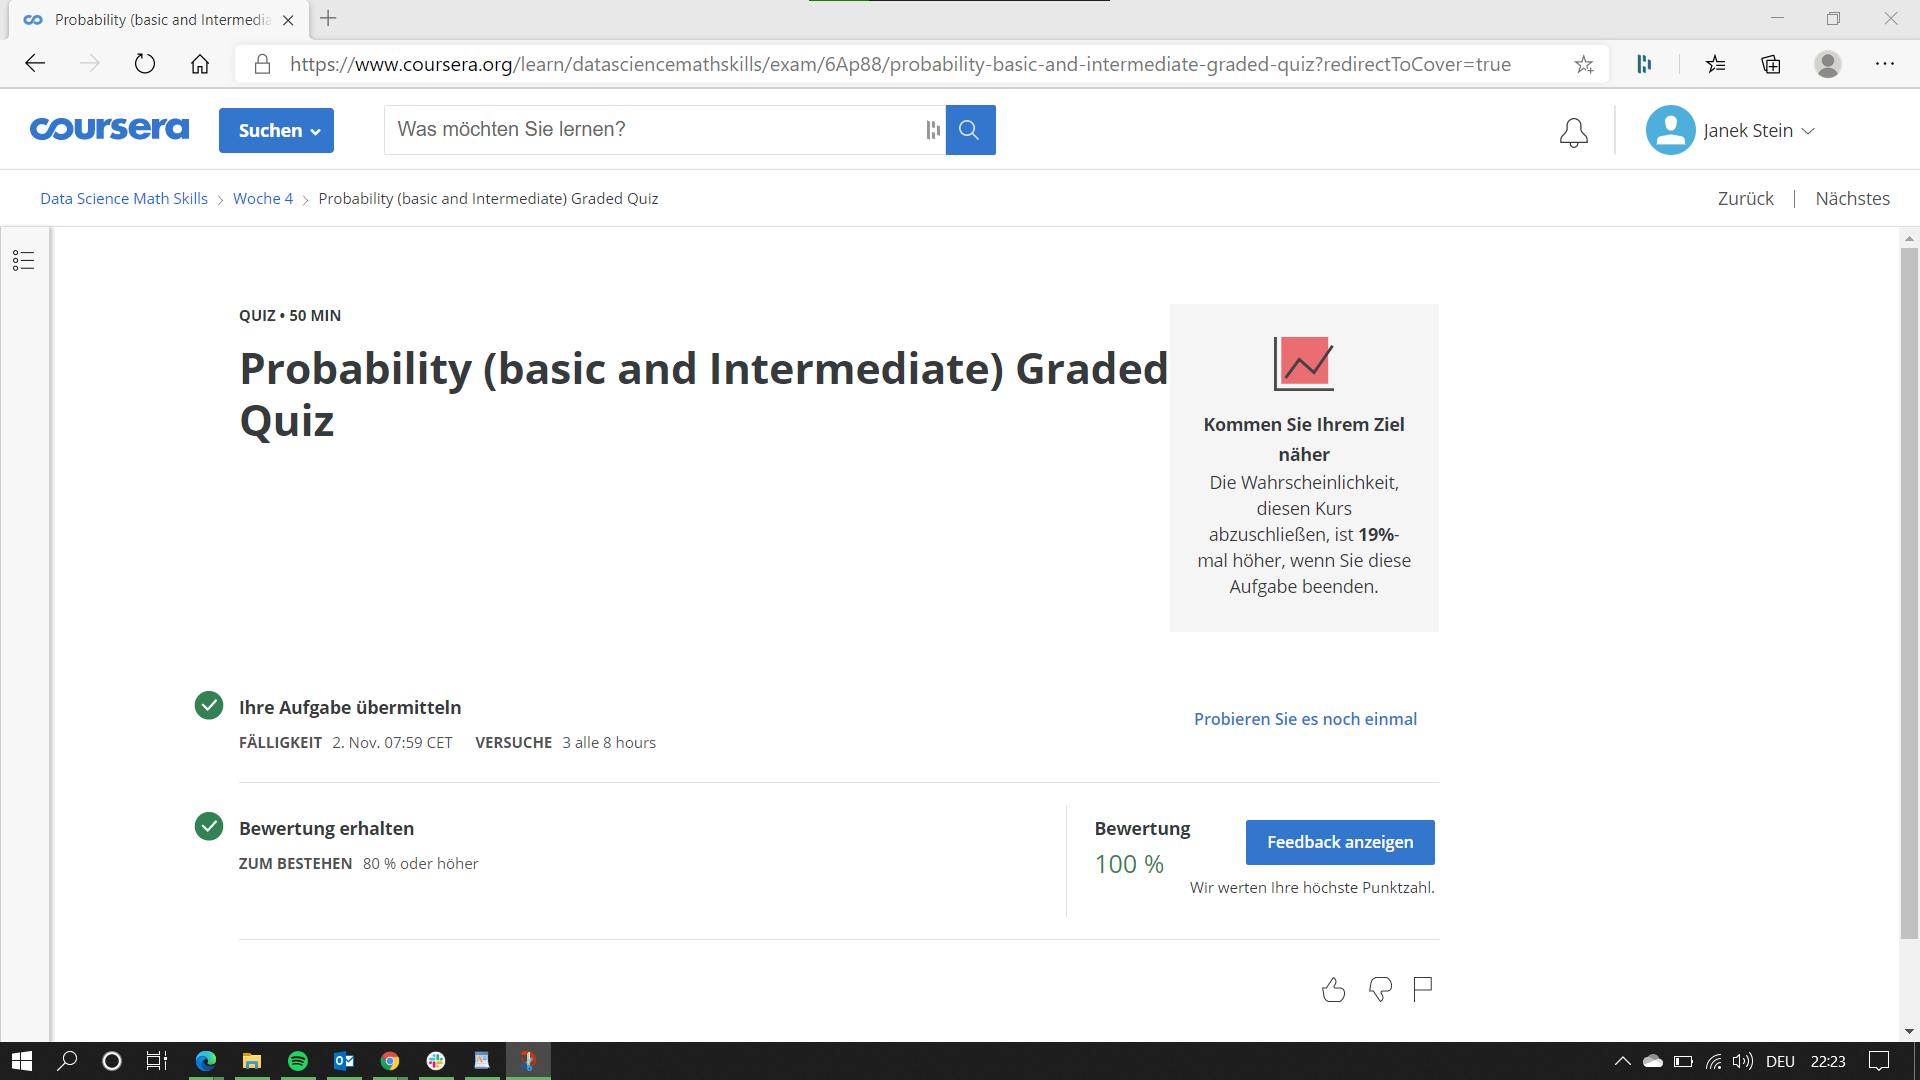 Probability (basic and Intermedia
https://www.coursera.org/learn/datasciencemathskills/exam/6Ap88/probability-basic-and-intermediate-graded-quiz?redirectToCover=true
coursera
Suchen
Was möchten Sie lernen?
Janek Stein
Data Science Math Skills
Woche 4
Probability (basic and Intermediate) Graded Quiz
Zurück
Nächstes
QUIZ • 50 MIN
Probability (basic and Intermediate) Graded
Quiz
Kommen Sie Ihrem Ziel
näher
Die Wahrscheinlichkeit,
diesen Kurs
abzuschließen, ist 19%-
mal höher, wenn Sie diese
Aufgabe beenden.
Ihre Aufgabe übermitteln
FÄLLIGKEIT 2. Nov. 07:59 CET VERSUCHE 3 alle 8 hours
Probieren Sie es noch einmal
Bewertung erhalten
ZUM BESTEHEN 80 % oder höher
Bewertung
100 %
Feedback anzeigen
Wir werten Ihre höchste Punktzahl.
DEU
22:23